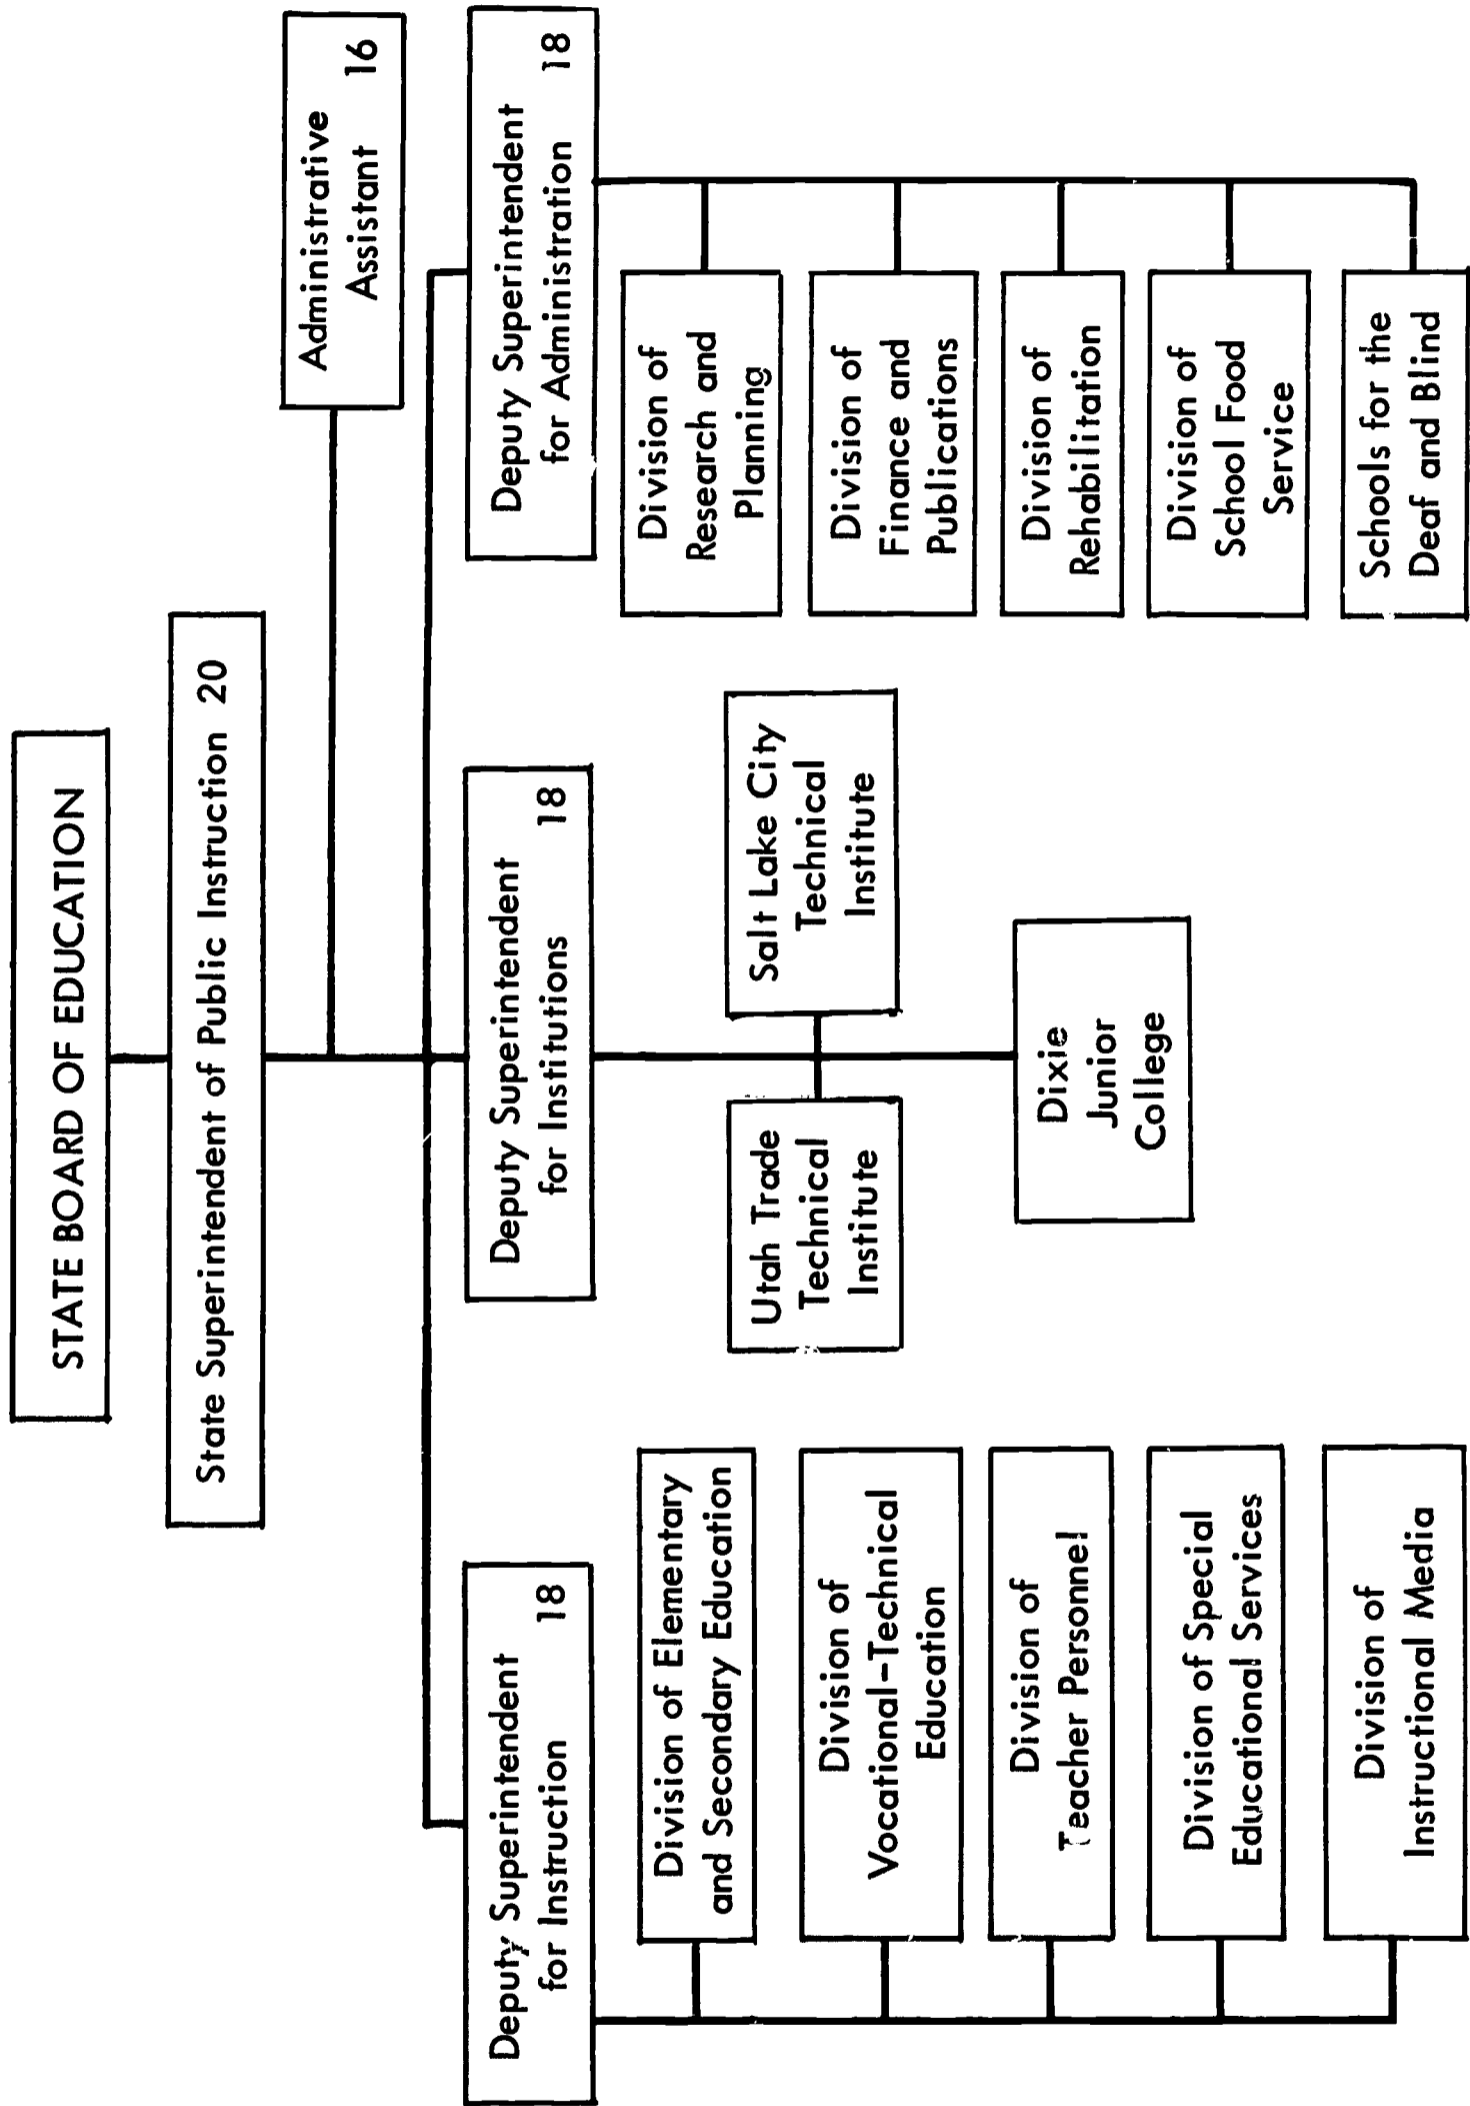 STATE BOARD OF EDUCATION
State Superintendent of Public Instruction 20
Administrative
Assistant 16
Deputy Superintendent
for Instruction 18
Division of Elementary
and Secondary Education
Division of
Vocational-Technical
Education
Division of
Teacher Personnel
Division of Special
Educational Services
Division of
Instructional Media
Deputy Superintendent
for Institutions 18
Utah Trade
Technical
Institute
Salt Lake City
Technical
Institute
Dixie
Junior
College
Deputy Superintendent
for Administration 18
Division of
Research and
Planning
Division of
Finance and
Publications
Division of
Rehabilitation
Division of
School Food
Service
Schools for the
Deaf and Blind